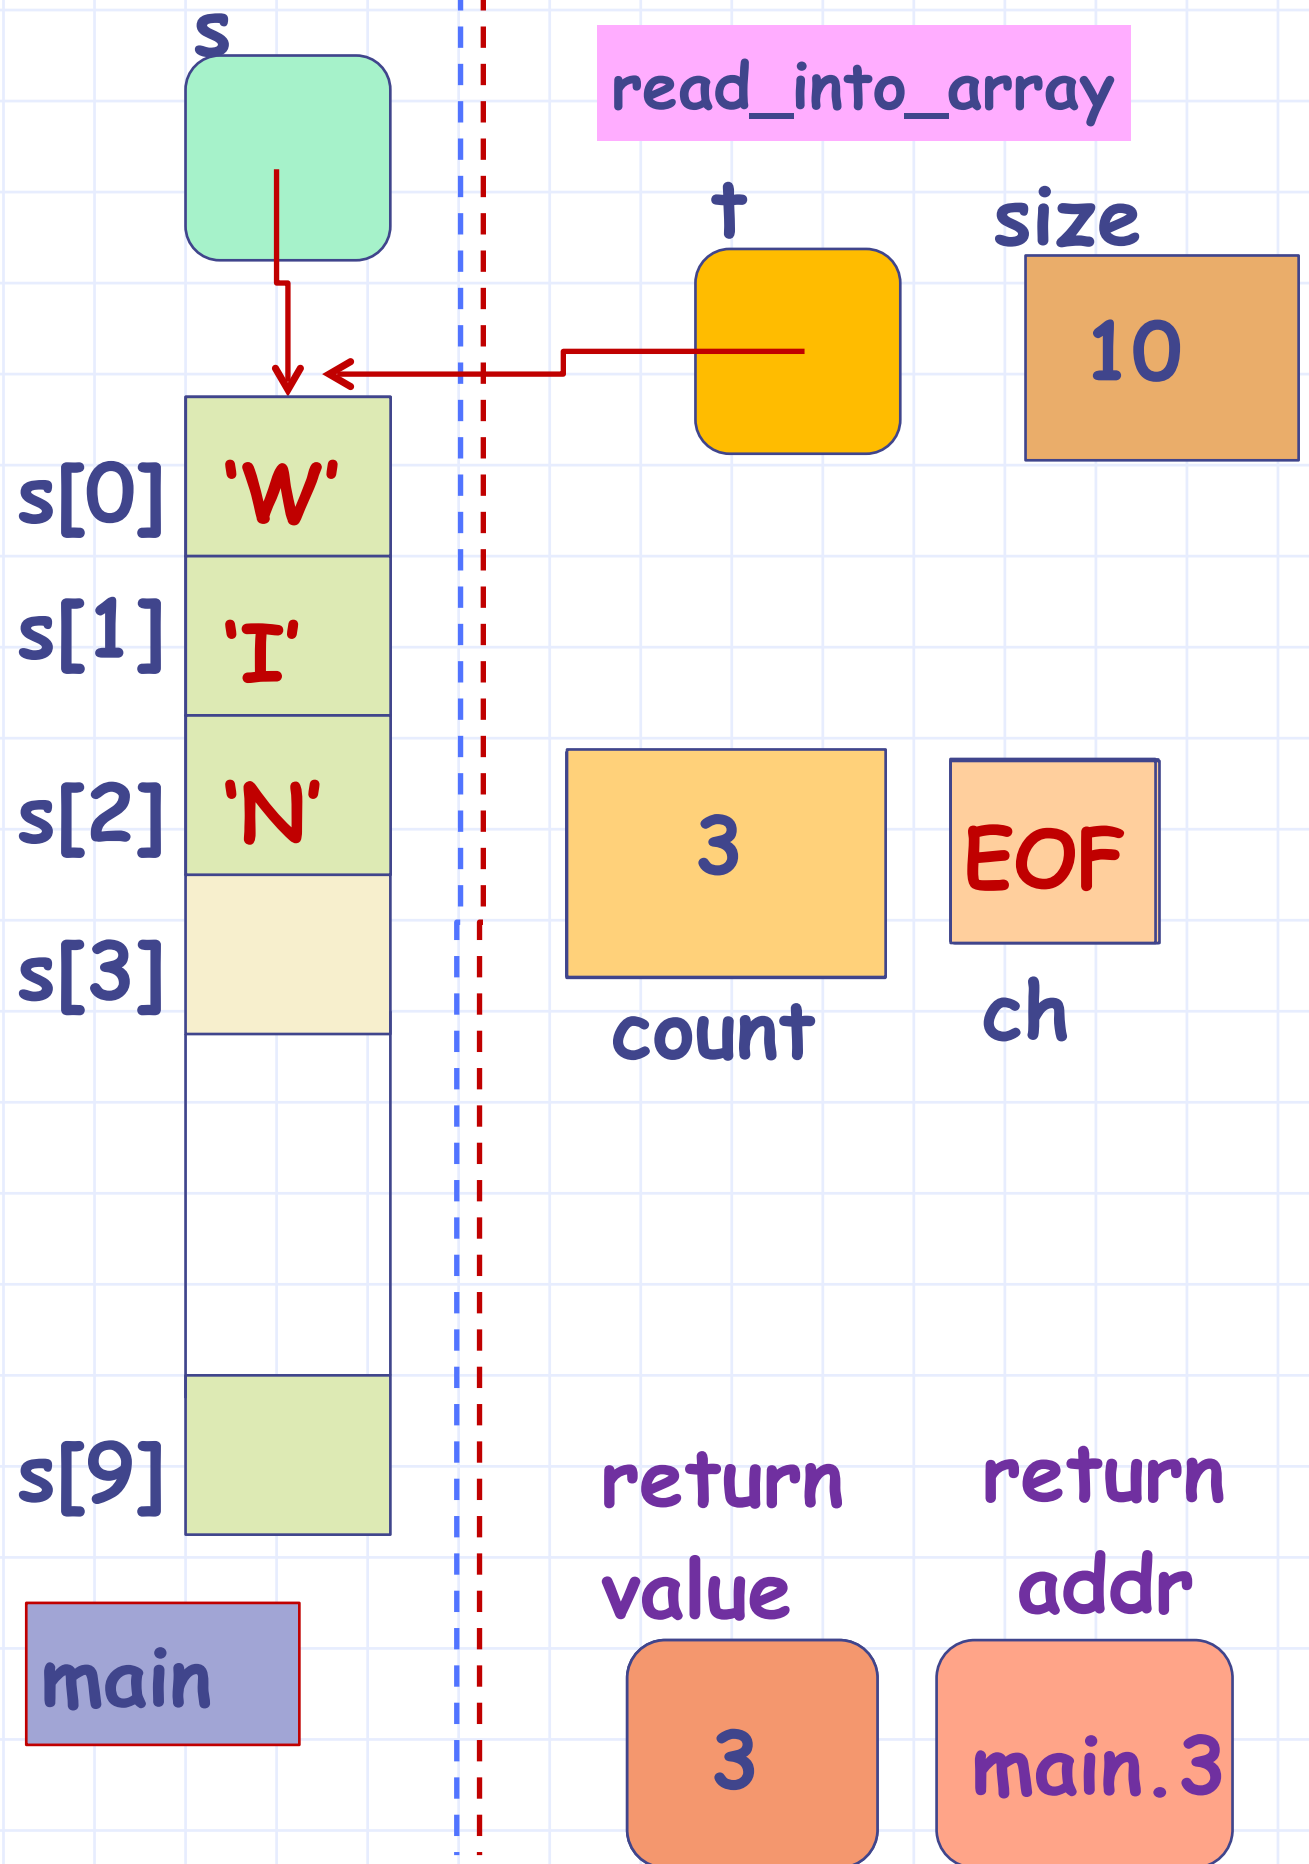 s
read_into_array
t
size
10
s[0]
'W'
s[1]
'I'
s[2]
'N'
3
EOF
s[3]
count
ch
s[9]
return
value
return
addr
main
3
main.3